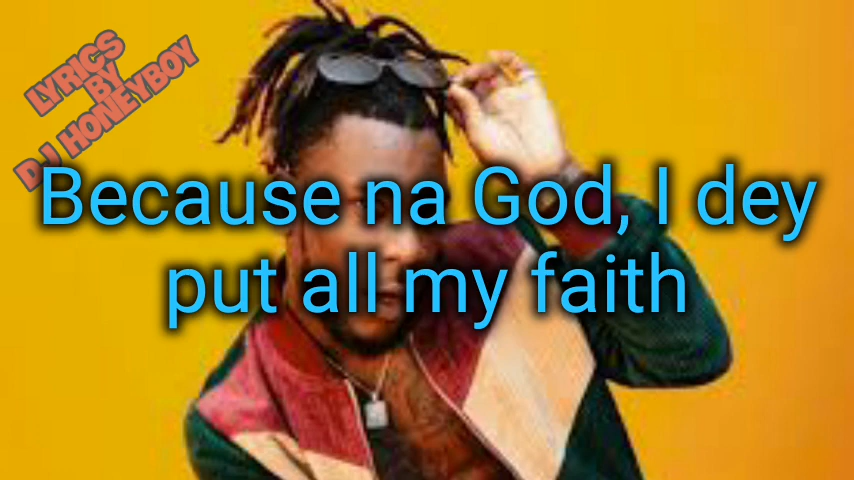 LYRICS
BY
DJ HONEYBOY
Because na God, I dey
put all my faith